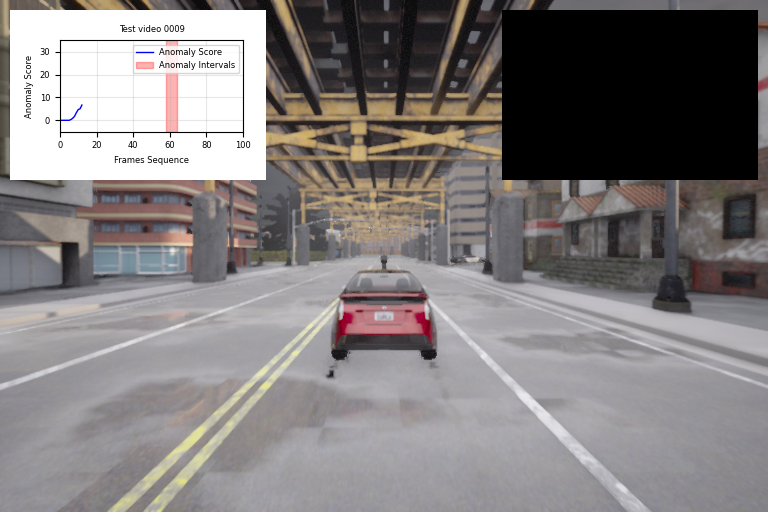 Test video 0009
Anomaly Score
Anomaly Intervals
Anomaly Score
30
20
10
0
0 20 40 60 80 100
Frames Sequence